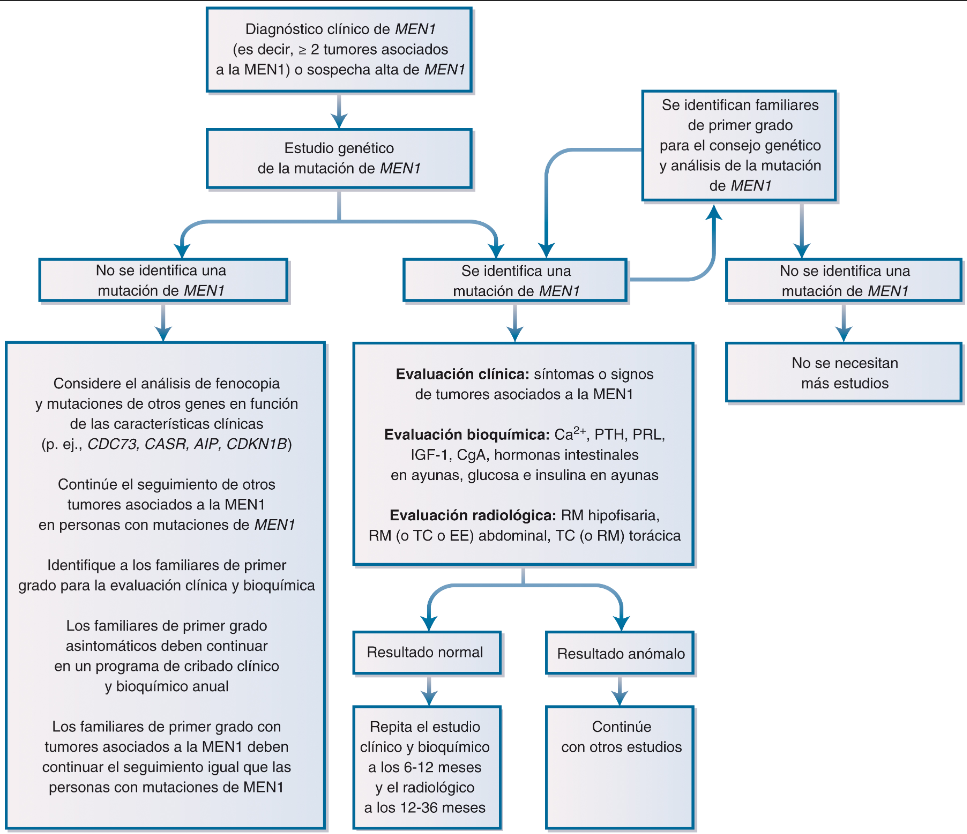 Diagnóstico clínico de MEN1
(es decir, ≥ 2 tumores asociados
a la MEN1) o sospecha alta de MEN1
Estudio genético
de la mutación de MEN1
Se identifican familiares
de primer grado
para el consejo genético
y análisis de la mutación
de MEN1
No se identifica una
mutación de MEN1
Se identifica una
mutación de MEN1
No se identifica una
mutación de MEN1
Considere el análisis de fenocopia
y mutaciones de otros genes en función
de las características clínicas
(p. ej., CDC73, CASR, AIP, CDKN1B)
Continúe el seguimiento de otros
tumores asociados a la MEN1
en personas con mutaciones de MEN1
Identifique a los familiares de primer
grado para la evaluación clínica y bioquímica
Los familiares de primer grado
asintomáticos deben continuar
en un programa de cribado clínico
y bioquímico anual
Los familiares de primer grado con
tumores asociados a la MEN1 deben
continuar el seguimiento igual que las
personas con mutaciones de MEN1
Evaluación clínica: síntomas o signos
de tumores asociados a la MEN1
Evaluación bioquímica: Ca2+, PTH, PRL,
IGF-1, CgA, hormonas intestinales
en ayunas, glucosa e insulina en ayunas
Evaluación radiológica: RM hipofisaria,
RM (o TC o EE) abdominal, TC (o RM) torácica
No se necesitan
más estudios
Resultado normal
Resultado anómalo
Repita el estudio
clínico y bioquímico
a los 6-12 meses
y el radiológico
a los 12-36 meses
Continúe
con otros estudios